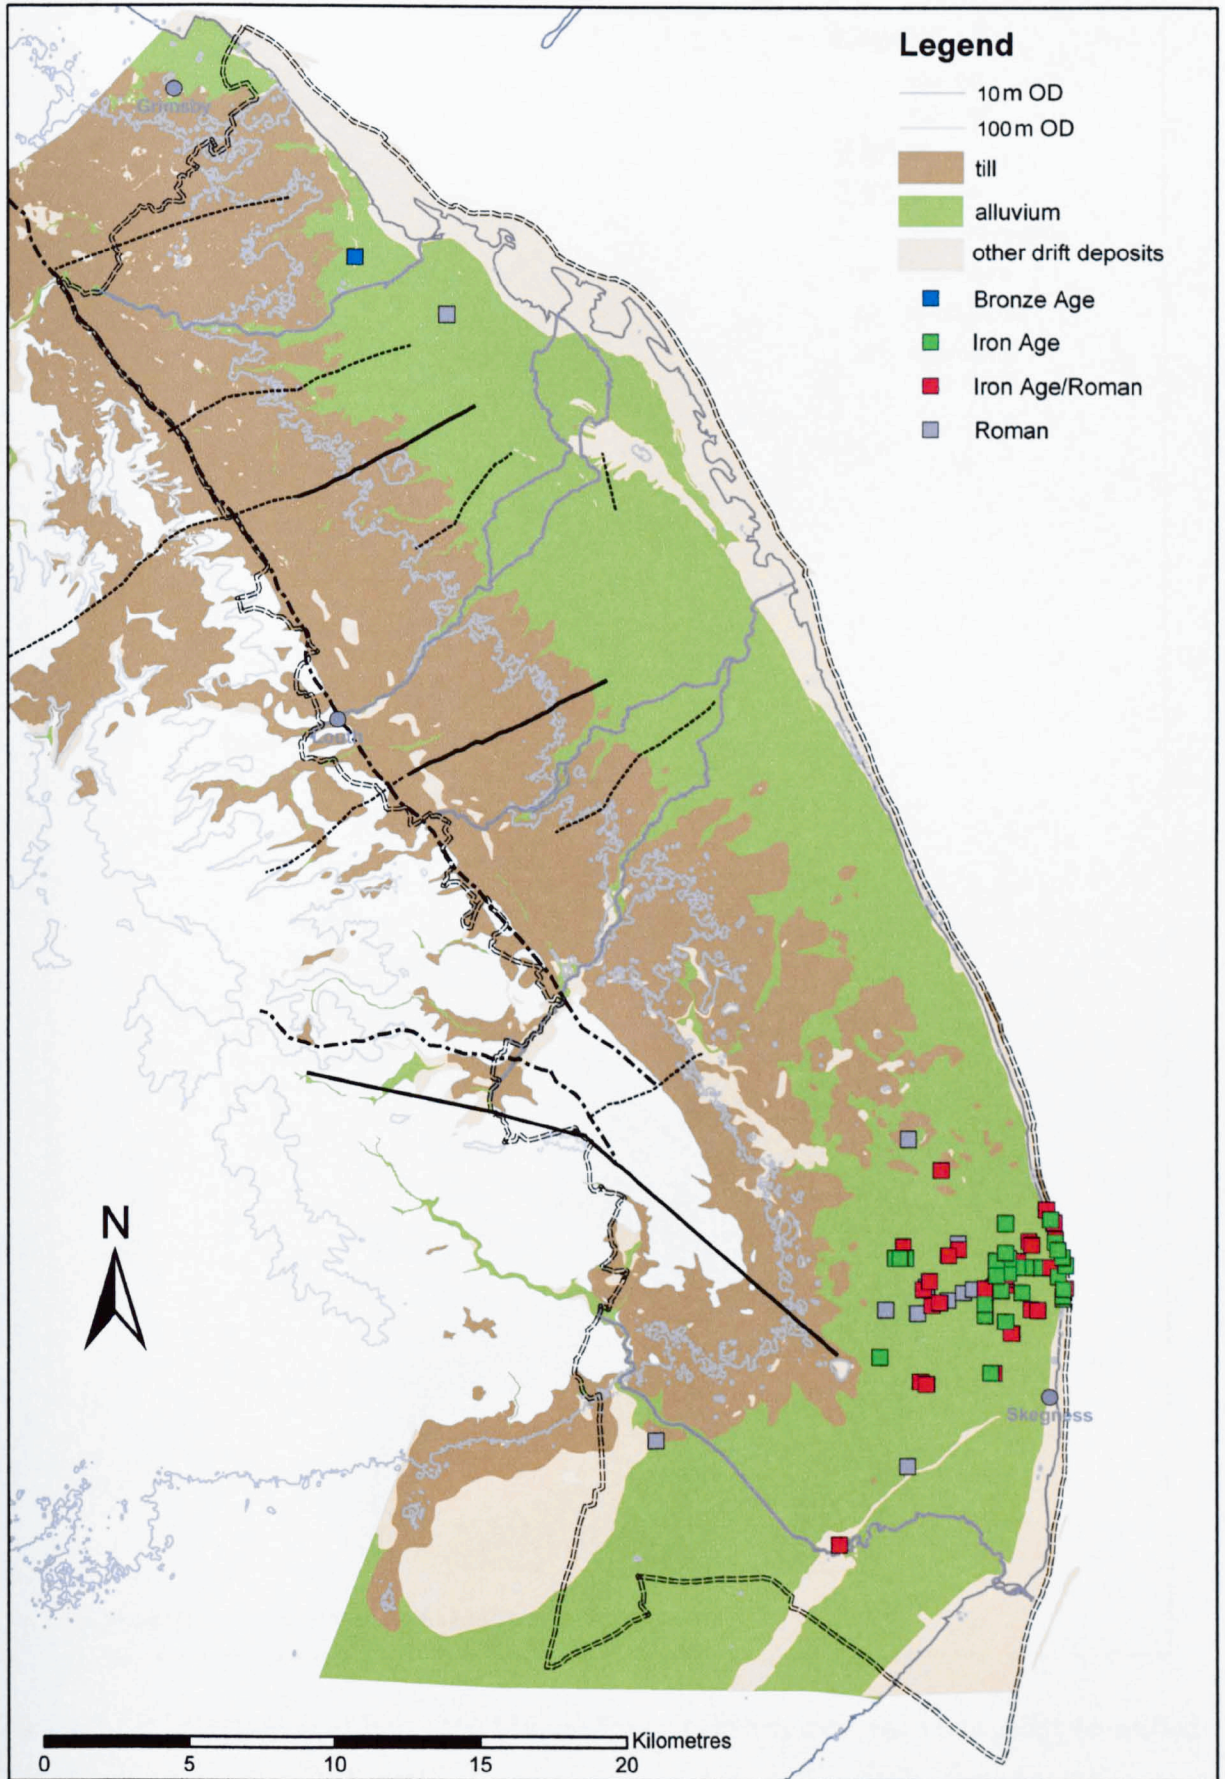 Legend
10m OD
100m OD
till
alluvium
other drift deposits
Bronze Age
Iron Age
Iron Age/Roman
Roman
Grimsby
Louth
Skegness
N
Kilometres
0 5 10 15 20